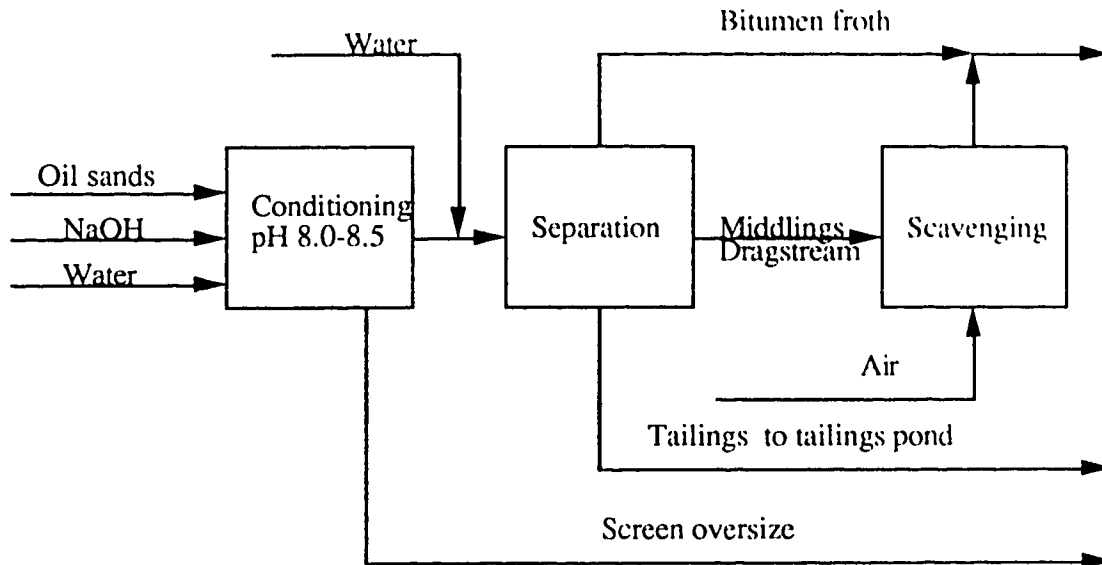 Bitumen froth
Water
Oil sands
NaOH
Water
Conditioning
pH 8.0-8.5
Separation
Middlings
Dragstream
Scavenging
Air
Tailings to tailings pond
Screen oversize